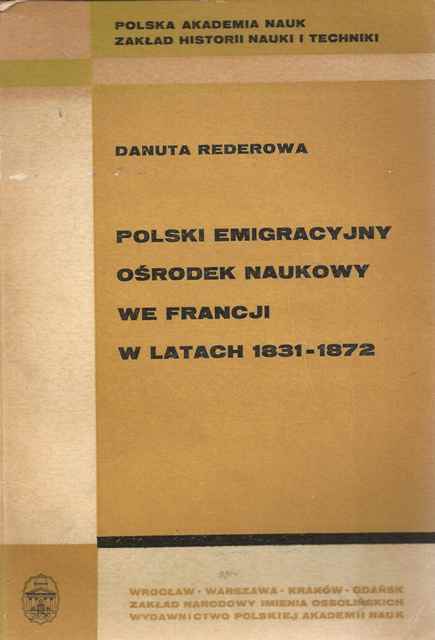 POLSKA AKADEMIA NAUK
ZAKŁAD HISTORII NAUKI I TECHNIKI
DANUTA REDEROWA
POLSKI EMIGRACYJNY
OŚRODEK NAUKOWY
WE FRANCJI
W LATACH 1831-1872
WROCŁAW · WARSZAWA · KRAKÓW · GDAŃSK
ZAKŁAD NARODOWY IMIENIA OSSOLIŃSKICH
WYDAWNICTWO POLSKIEJ AKADEMII NAUK